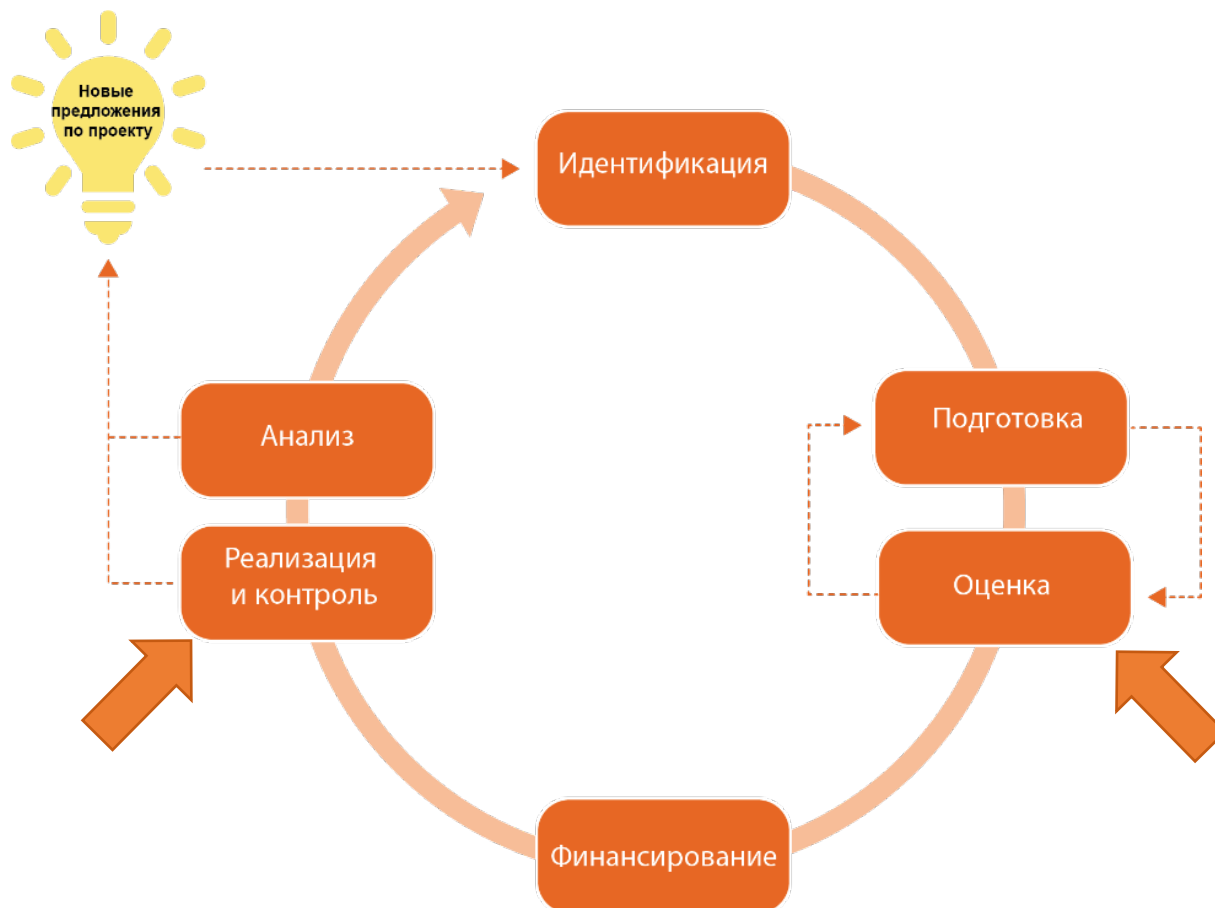 Новые
предложения
по проекту
Идентификация
Подготовка
Анализ
Реализация
и контроль
Оценка
Финансирование